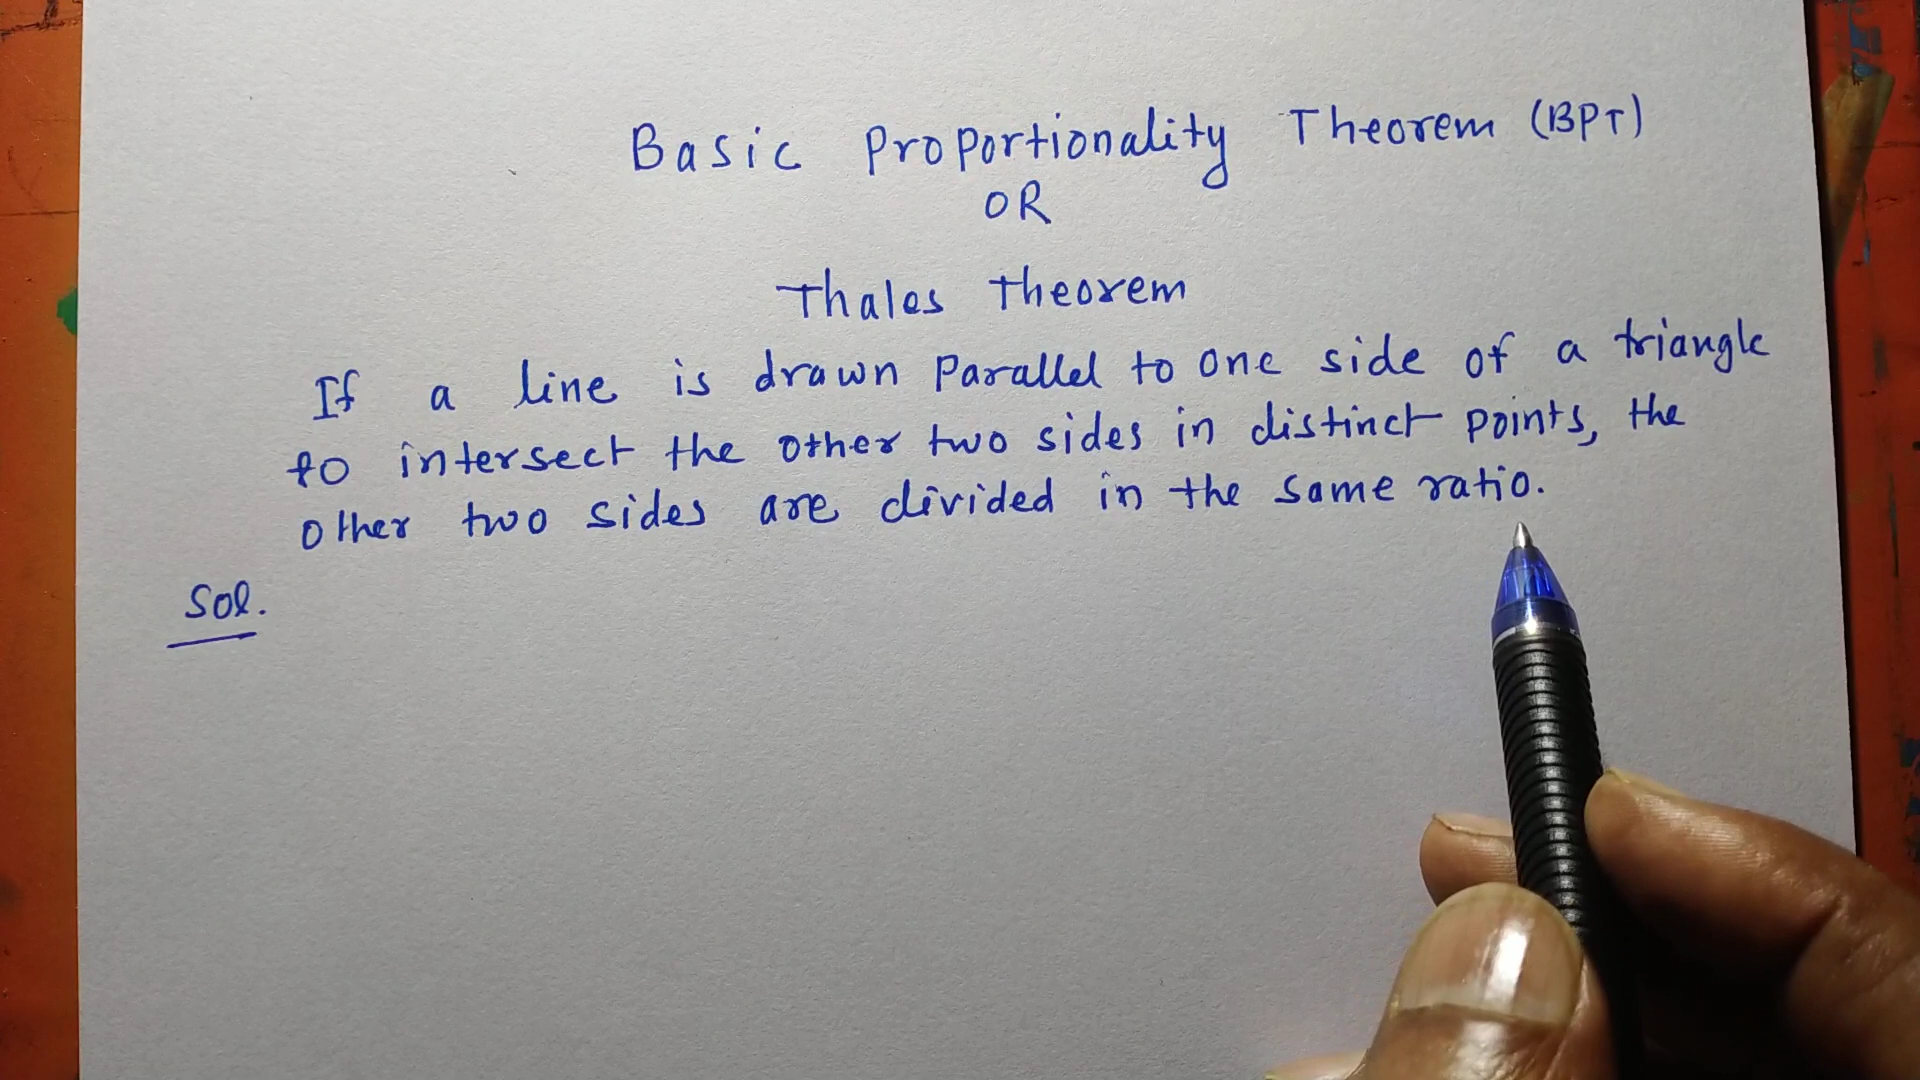 Basic Proportionality Theorem (BPT)
OR
Thales Theorem
If a line is drawn Parallel to one side of a triangle
to intersect the other two sides in distinct points, the
other two sides are divided in the same ratio.
Sol.